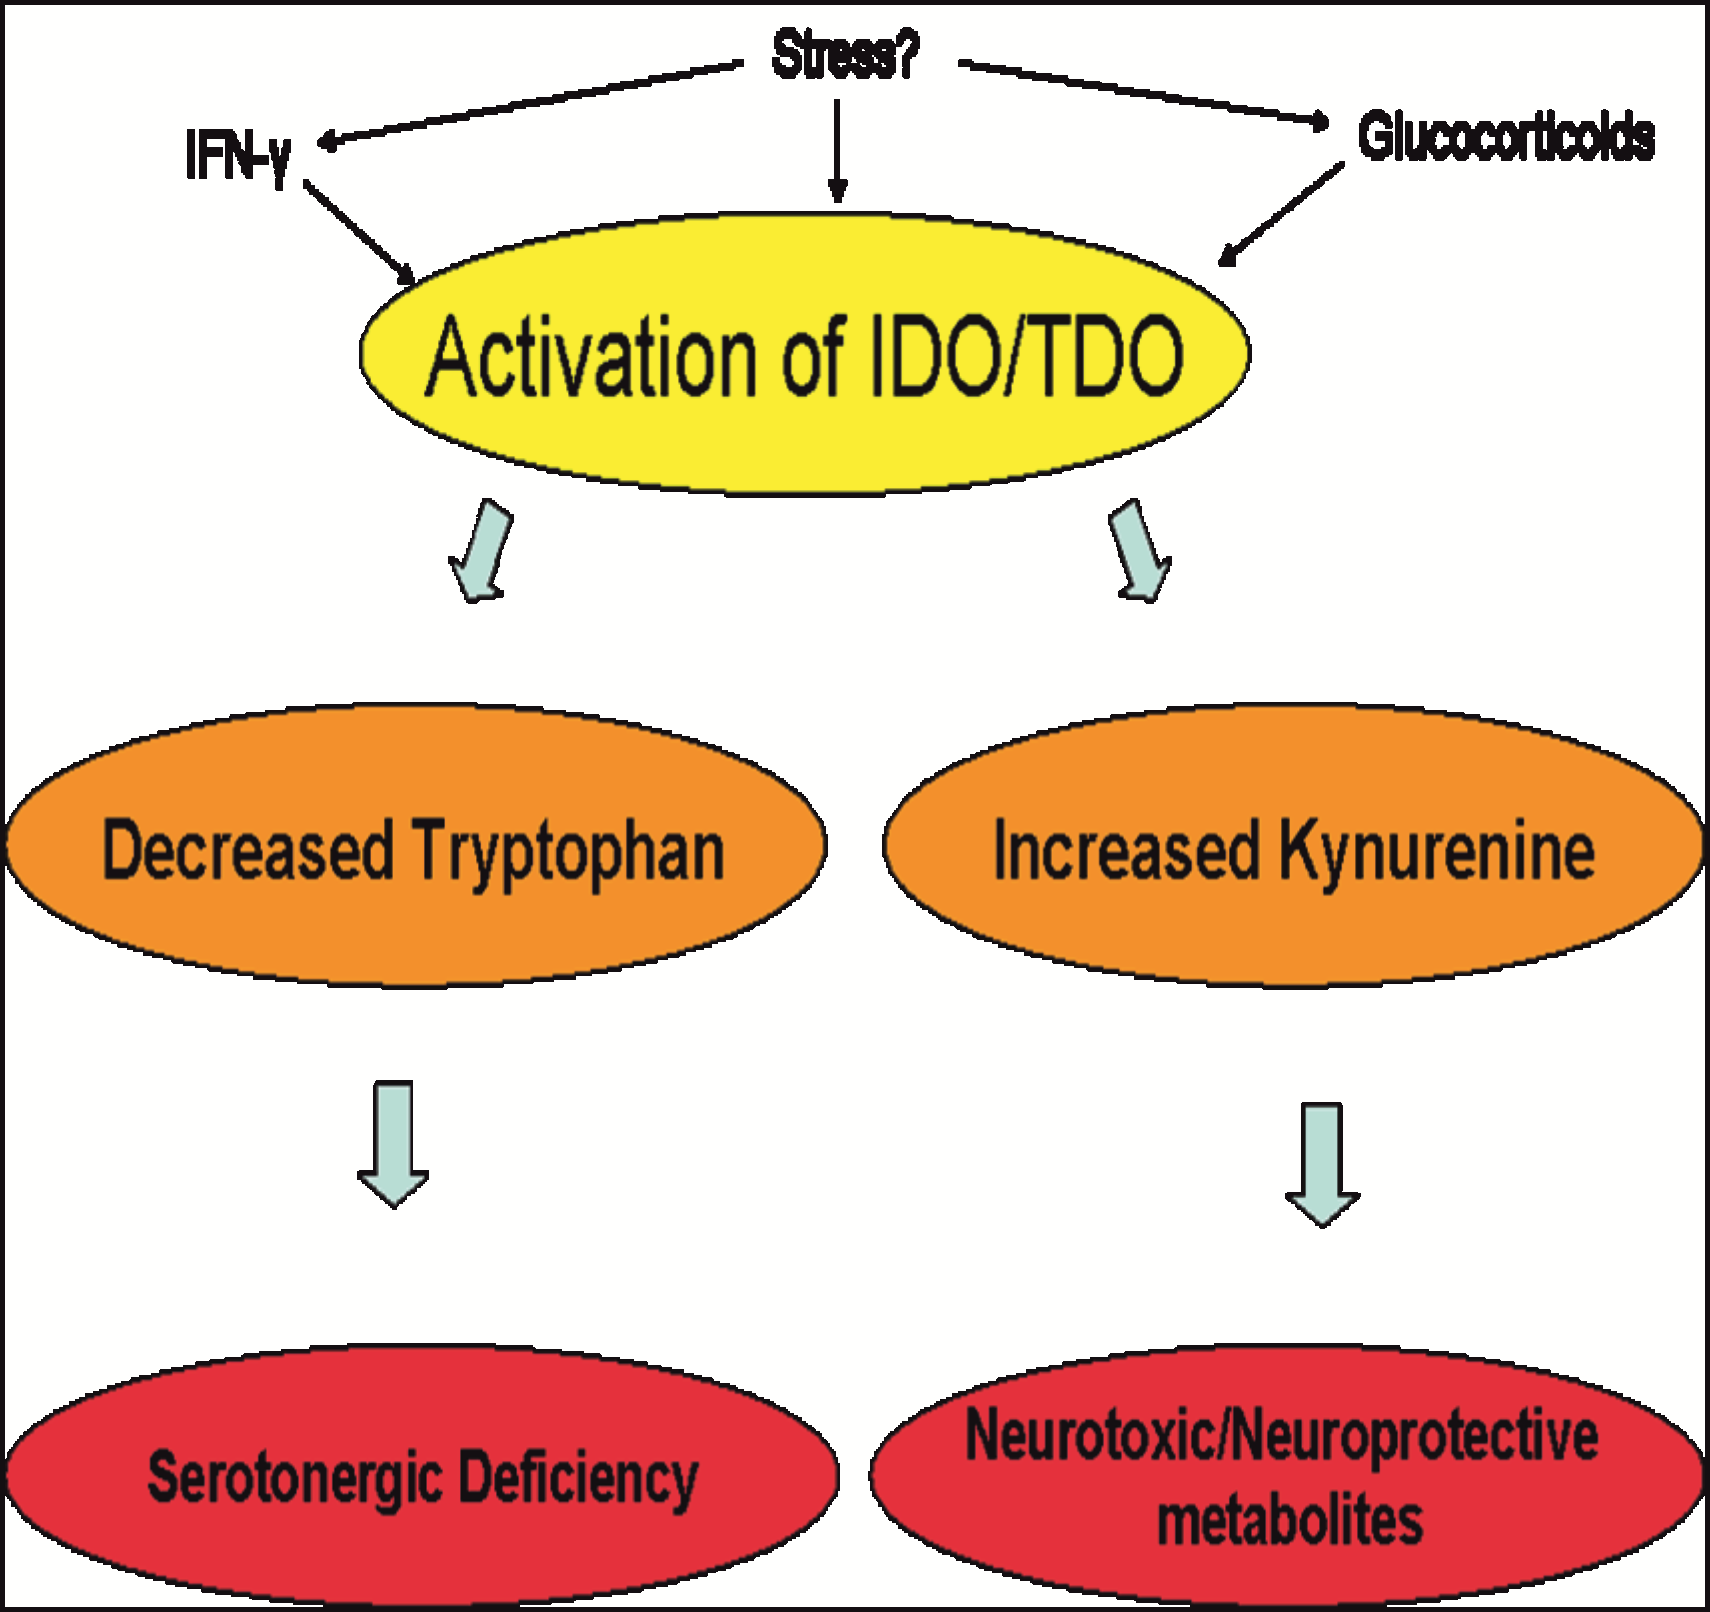 Stress?
IFN-γ
Glucocorticoids
Activation of IDO/TDO
Decreased Tryptophan
Increased Kynurenine
Serotonergic Deficiency
Neurotoxic/Neuroprotective
metabolites